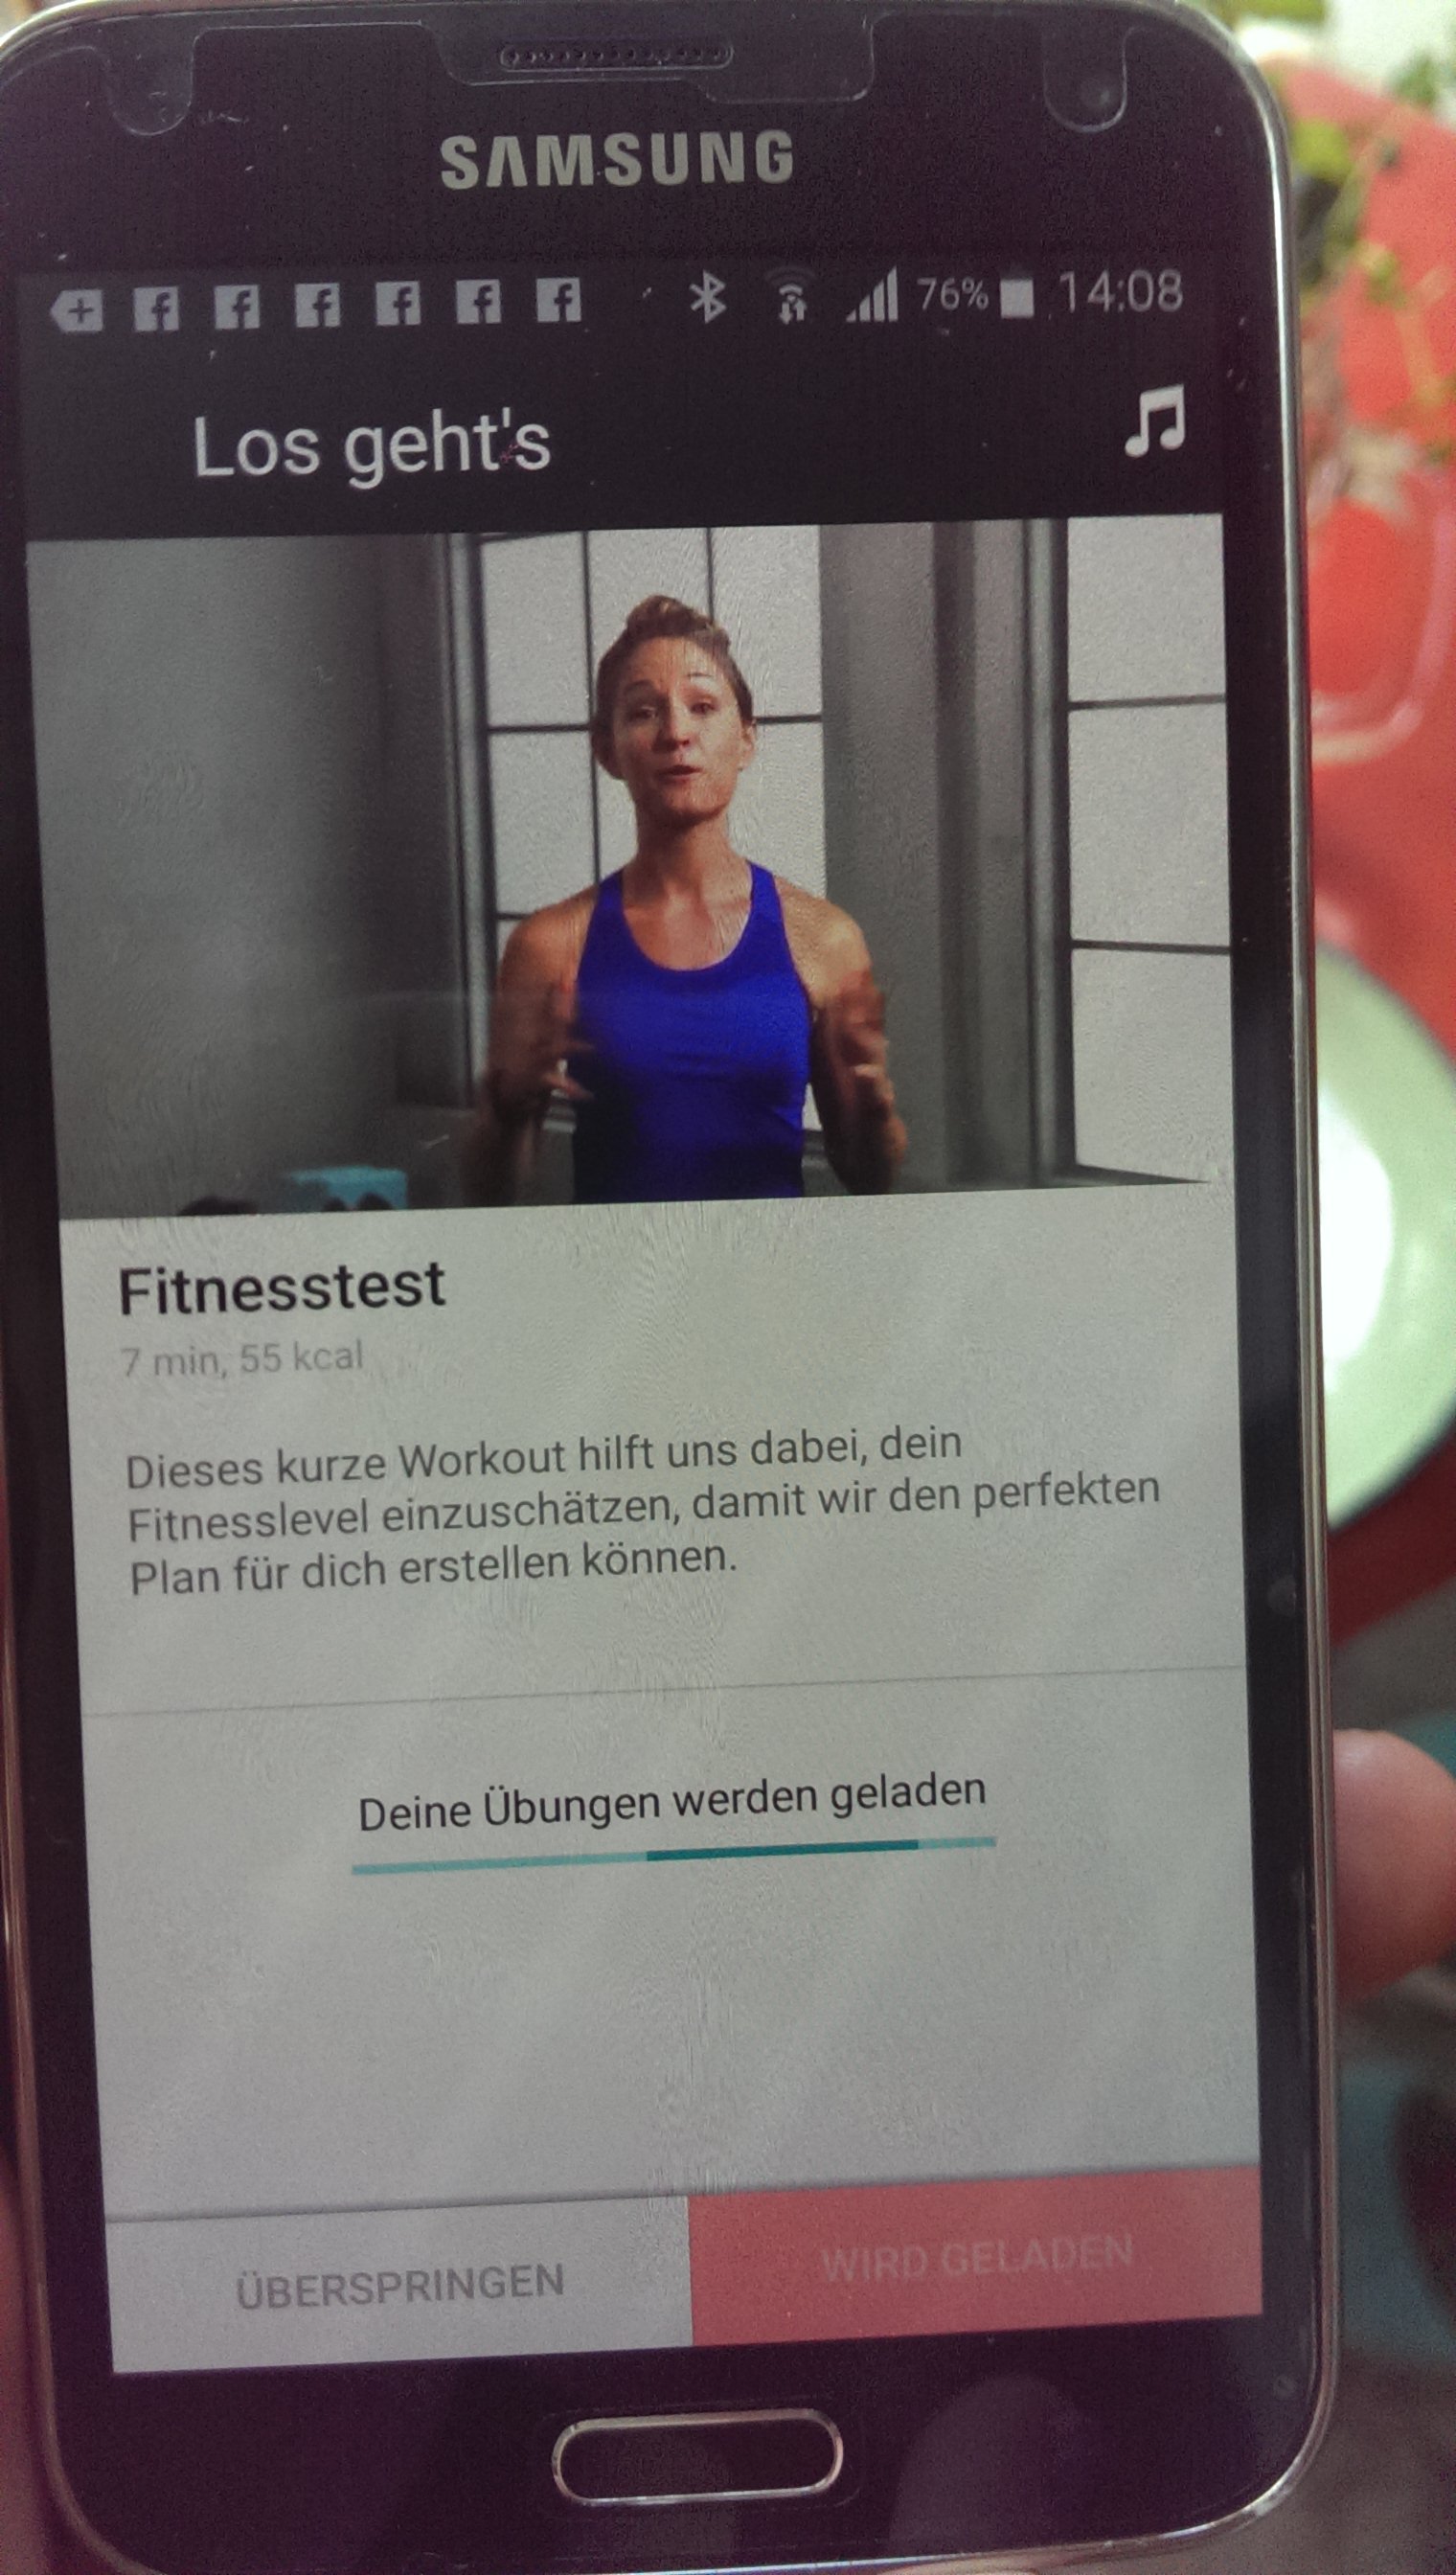 SAMSUNG
76% 14:08
Los geht's
Fitnesstest
7 min, 55 kcal
Dieses kurze Workout hilft uns dabei, dein
Fitnesslevel einzuschätzen, damit wir den perfekten
Plan für dich erstellen können.
Deine Übungen werden geladen
ÜBERSPRINGEN
WIRD GELADEN